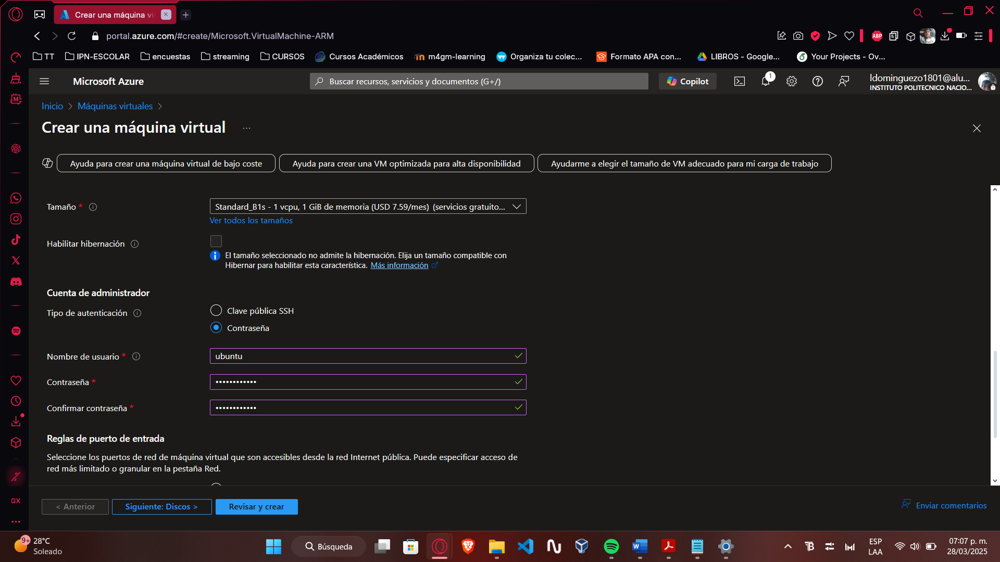 Crear una máquina vi
portal.azure.com/#create/Microsoft.VirtualMachine-ARM
ABP
TT
IPN-ESCOLAR
encuestas
streaming
CURSOS
Cursos Académicos
m4gm-learning
Organiza tu colec...
Formato APA con...
LIBROS - Google...
Your Projects - Ov...
Microsoft Azure
Buscar recursos, servicios y documentos (G+/)
Copilot
1
ldominguezo1801@alu...
INSTITUTO POLITECNICO NACIO...
Inicio > Máquinas virtuales >
Crear una máquina virtual ...
Ayuda para crear una máquina virtual de bajo coste
Ayuda para crear una VM optimizada para alta disponibilidad
Ayudarme a elegir el tamaño de VM adecuado para mi carga de trabajo
Tamaño *
Standard_B1s - 1 vcpu, 1 GiB de memoria (USD 7.59/mes) (servicios gratuito...
Ver todos los tamaños
Habilitar hibernación
El tamaño seleccionado no admite la hibernación. Elija un tamaño compatible con
Hibernar para habilitar esta característica. Más información
Cuenta de administrador
Tipo de autenticación
Clave pública SSH
Contraseña
Nombre de usuario *
ubuntu
Contraseña *
••••••••••••
Confirmar contraseña *
••••••••••••
Reglas de puerto de entrada
Seleccione los puertos de red de máquina virtual que son accesibles desde la red Internet pública. Puede especificar acceso de
red más limitado o granular en la pestaña Red.
< Anterior
Siguiente: Discos >
Revisar y crear
Enviar comentarios
GX
9+
28°C
Soleado
Búsqueda
ESP
LAA
07:07 p. m.
28/03/2025